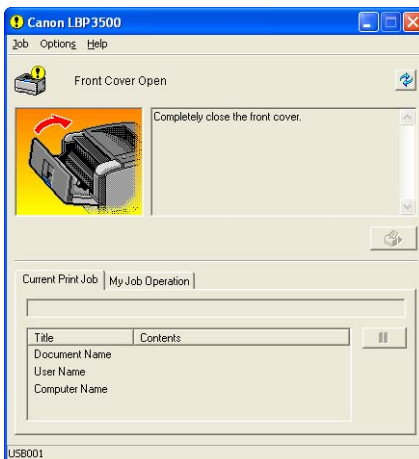 Canon LBP3500
Job Options Help
Front Cover Open
Completely close the front cover.
Current Print Job My Job Operation
Title Contents
Document Name
User Name
Computer Name
USB001